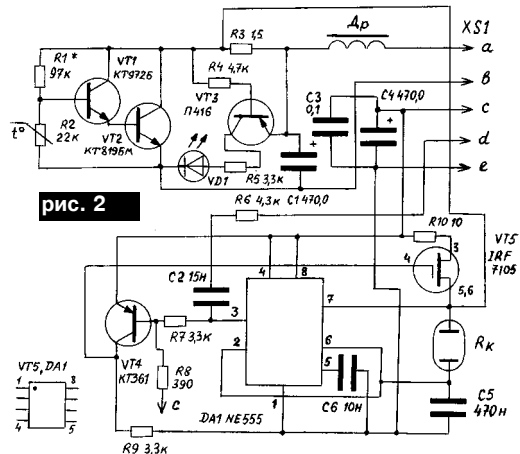 R1*
97к
VT1
КТ972б
R2
22к
t°
VT2
КТ819БМ
R3 1,5
R4 4,7к
VT3
П416
VD1
R5 3,3к
C1 470,0
Др
XS1
a
C3
0,1
C4 470,0
+
+
b
c
d
e
рис. 2
R6 4,3к
C2 15Н
R10 10
VT5
IRF
7105
3
4
5,6
4
8
3
7
2
6
5
1
R7 3,3к
R8
390
c
VT4
КТ361
VT5, DA1
1
8
4
5
R9 3.3к
DA1 NE555
C6 10Н
Rк
C5
470н